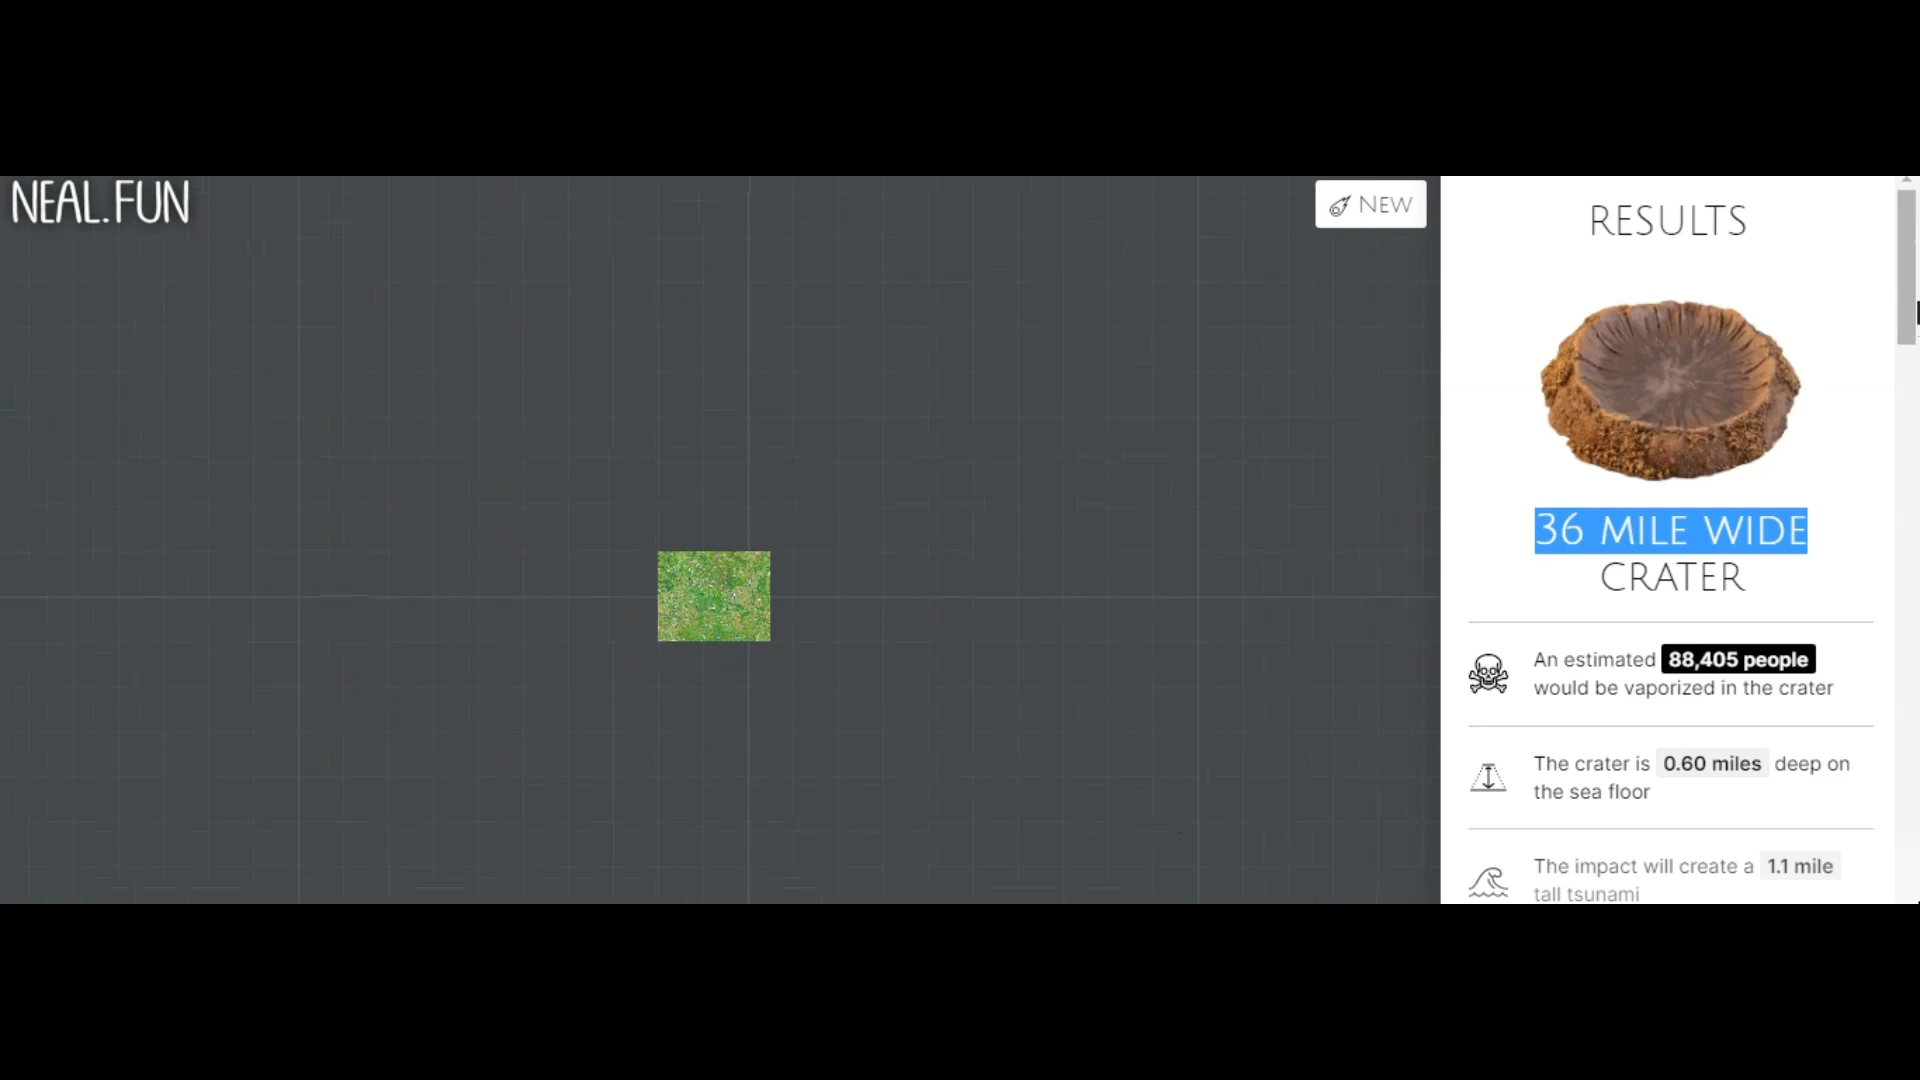 NEAL.FUN
NEW
RESULTS
36 MILE WIDE
CRATER
An estimated 88,405 people
would be vaporized in the crater
The crater is 0.60 miles deep on
the sea floor
The impact will create a 1.1 mile
tall tsunami